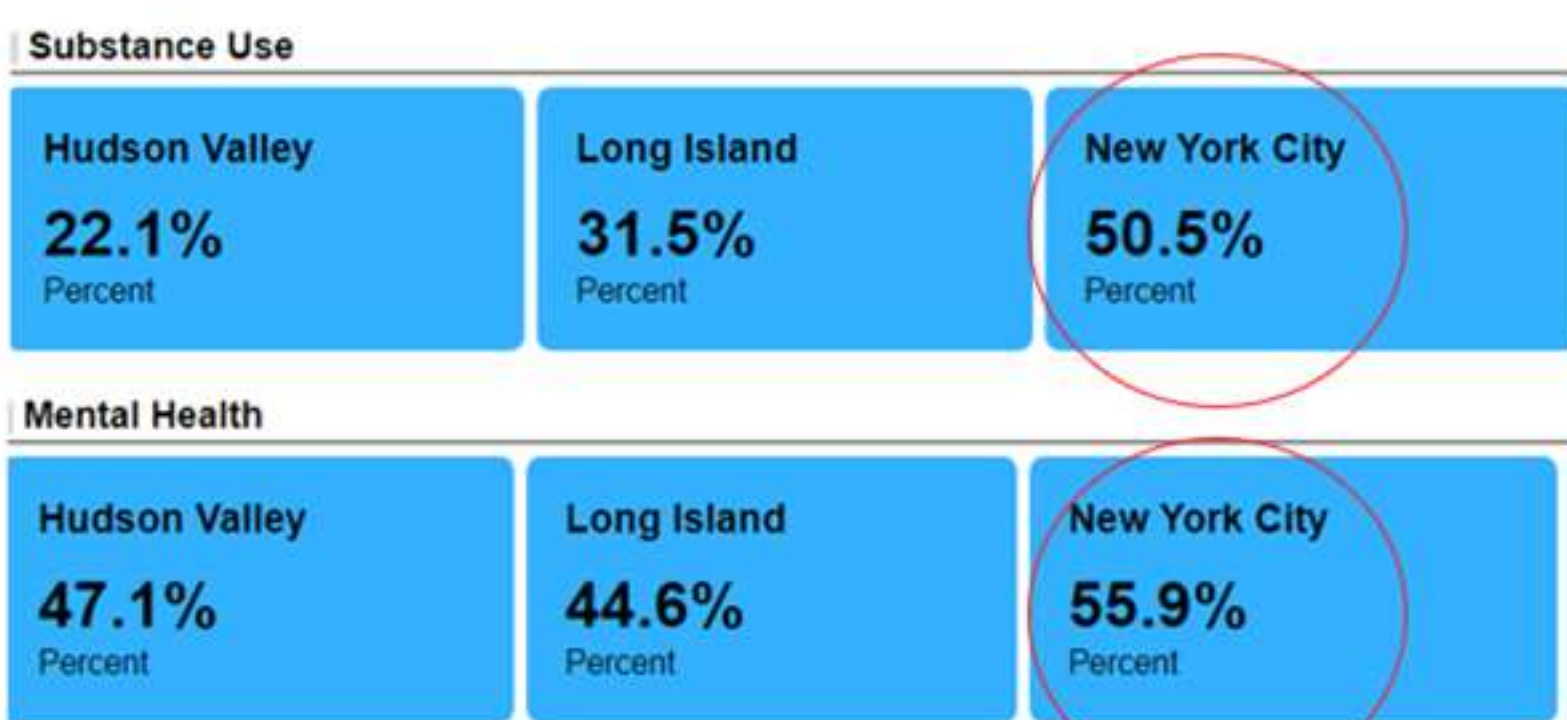 Substance Use
Hudson Valley
22.1%
Percent
Long Island
31.5%
Percent
New York City
50.5%
Percent
Mental Health
Hudson Valley
47.1%
Percent
Long Island
44.6%
Percent
New York City
55.9%
Percent